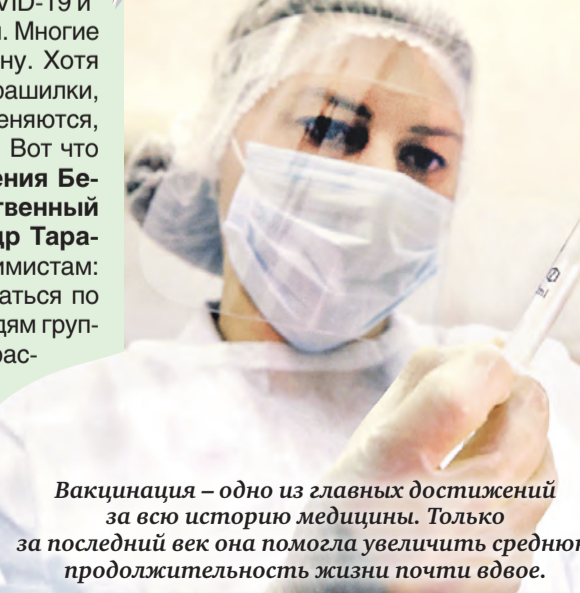 VID-19 и
. Многие
ну. Хотя
рашилки,
еняются,
Вот что
ения Бе-
твенный
др Тара-
имистам:
аться по
дям груп-
рас-
Вакцинация – одно из главных достижений
за всю историю медицины. Только
за последний век она помогла увеличить среднюю
продолжительность жизни почти вдвое.